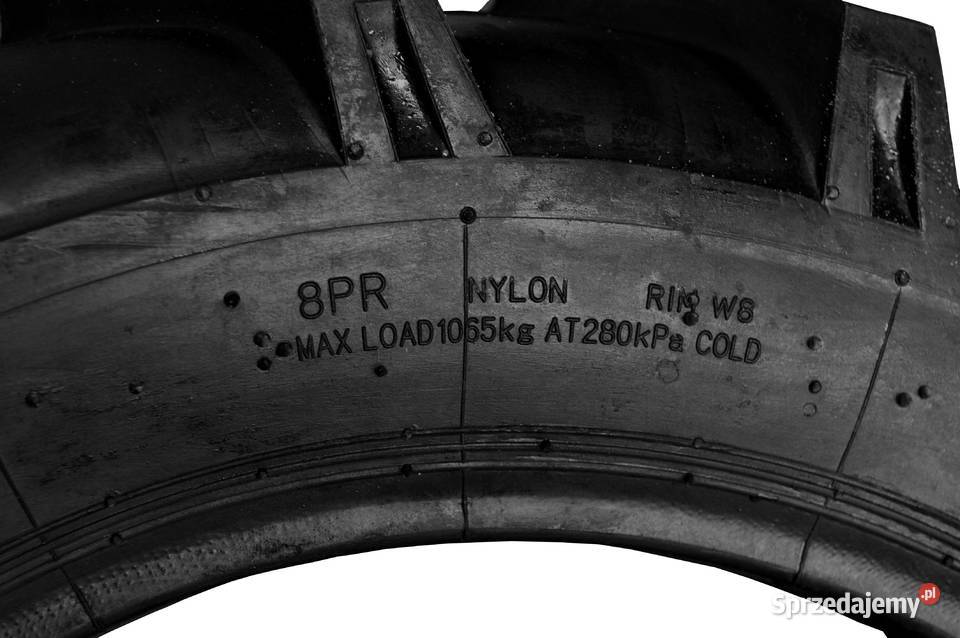 8PR NYLON RIM W8
MAX LOAD1065kg AT280kPa COLD
Sprzedajemy.pl